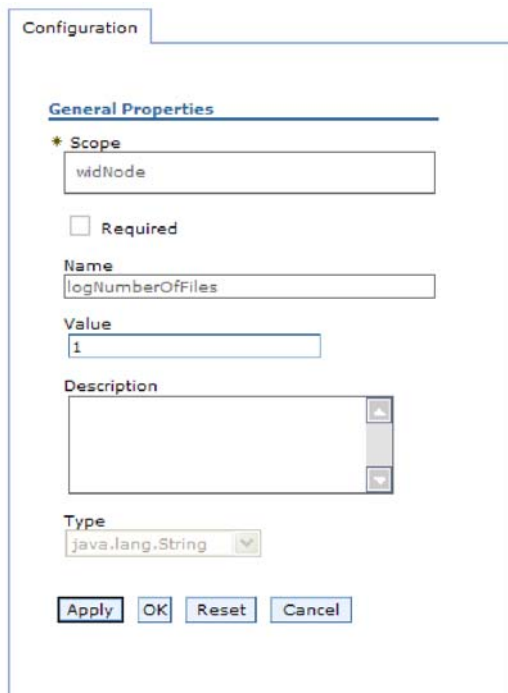 Configuration
General Properties
* Scope
widNode
Required
Name
logNumberOfFiles
Value
1
Description
Type
java.lang.String
Apply OK Reset Cancel